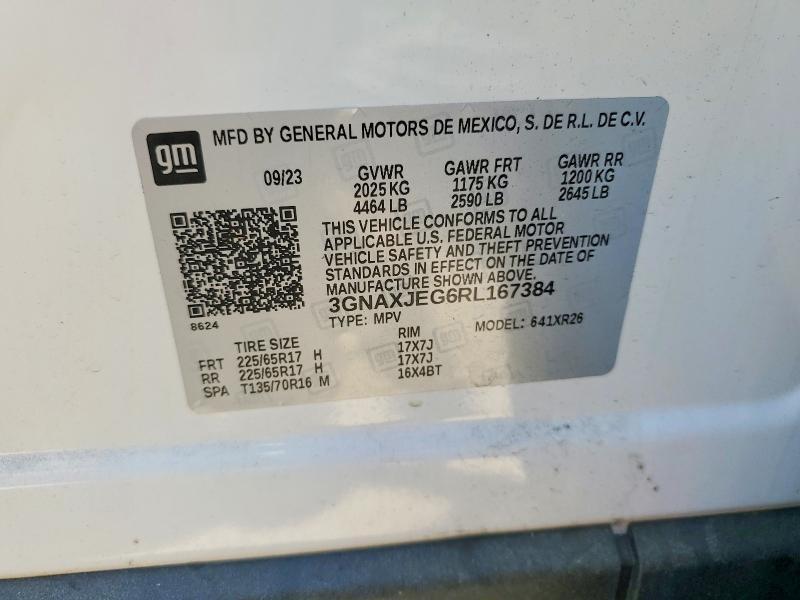 gm
MFD BY GENERAL MOTORS DE MEXICO, S. DE R.L. DE C.V.
09/23 GVWR GAWR FRT GAWR RR
2025 KG 1175 KG 1200 KG
4464 LB 2590 LB 2645 LB
THIS VEHICLE CONFORMS TO ALL
APPLICABLE U.S. FEDERAL MOTOR
VEHICLE SAFETY AND THEFT PREVENTION
STANDARDS IN EFFECT ON THE DATE OF
MANUFACTURE SHOWN ABOVE.
3GNAXJEG6RL167384
8624
TYPE: MPV MODEL: 641XR26
TIRE SIZE RIM
FRT 225/65R17 H 17X7J
RR 225/65R17 H 17X7J
SPA T135/70R16 M 16X4BT